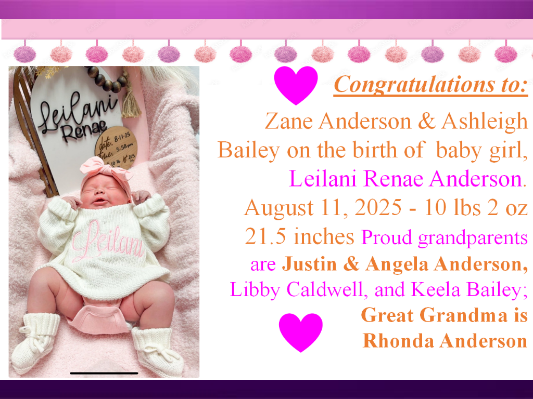 Leilani
Renae
Leilani
Congratulations to:
Zane Anderson & Ashleigh
Bailey on the birth of baby girl,
Leilani Renae Anderson.
August 11, 2025 - 10 lbs 2 oz
21.5 inches Proud grandparents
are Justin & Angela Anderson,
Libby Caldwell, and Keela Bailey;
Great Grandma is
Rhonda Anderson